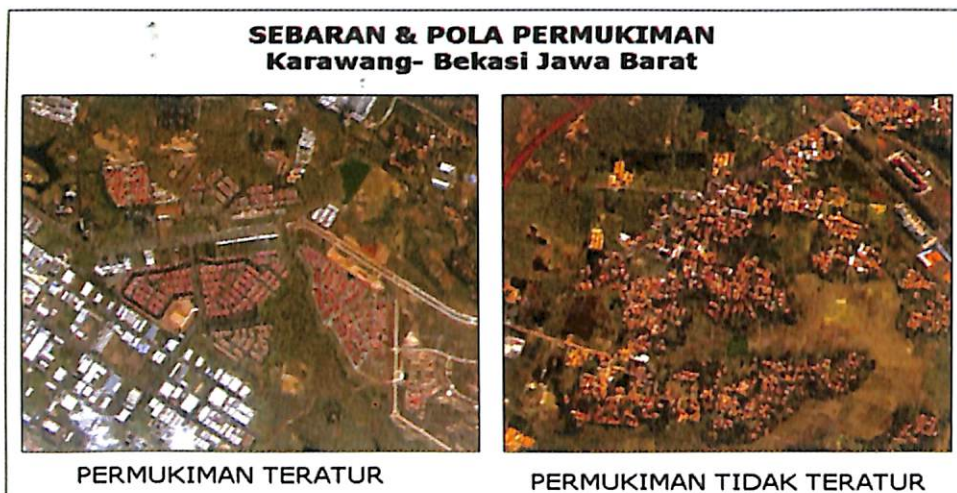 SEBARAN & POLA PERMUKIMAN
Karawang- Bekasi Jawa Barat
PERMUKIMAN TERATUR
PERMUKIMAN TIDAK TERATUR